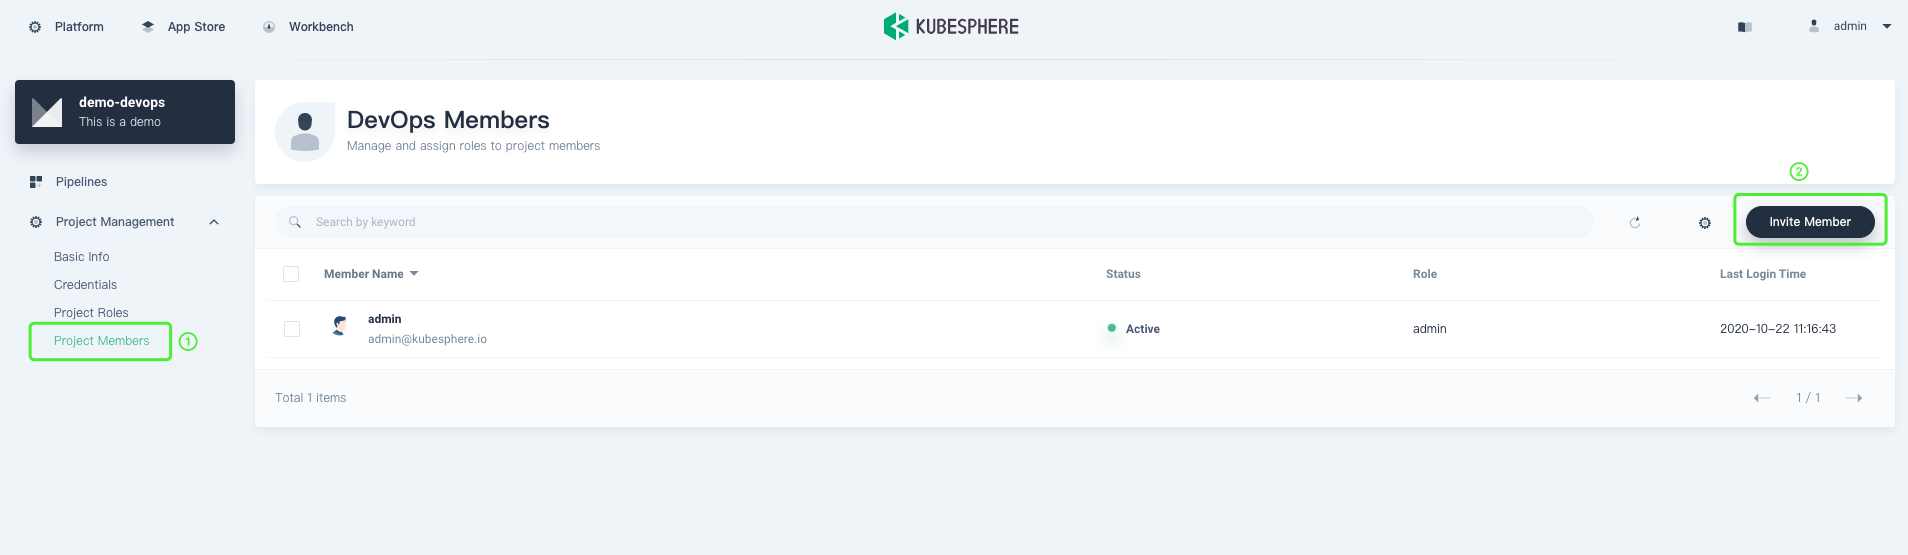 Platform
App Store
Workbench
KUBESPHERE
admin
demo-devops
This is a demo
Pipelines
Project Management
Basic Info
Credentials
Project Roles
Project Members
1
DevOps Members
Manage and assign roles to project members
2
Search by keyword
Invite Member
Member Name
Status
Role
Last Login Time
admin
admin@kubesphere.io
Active
admin
2020-10-22 11:16:43
Total 1 items
1 / 1